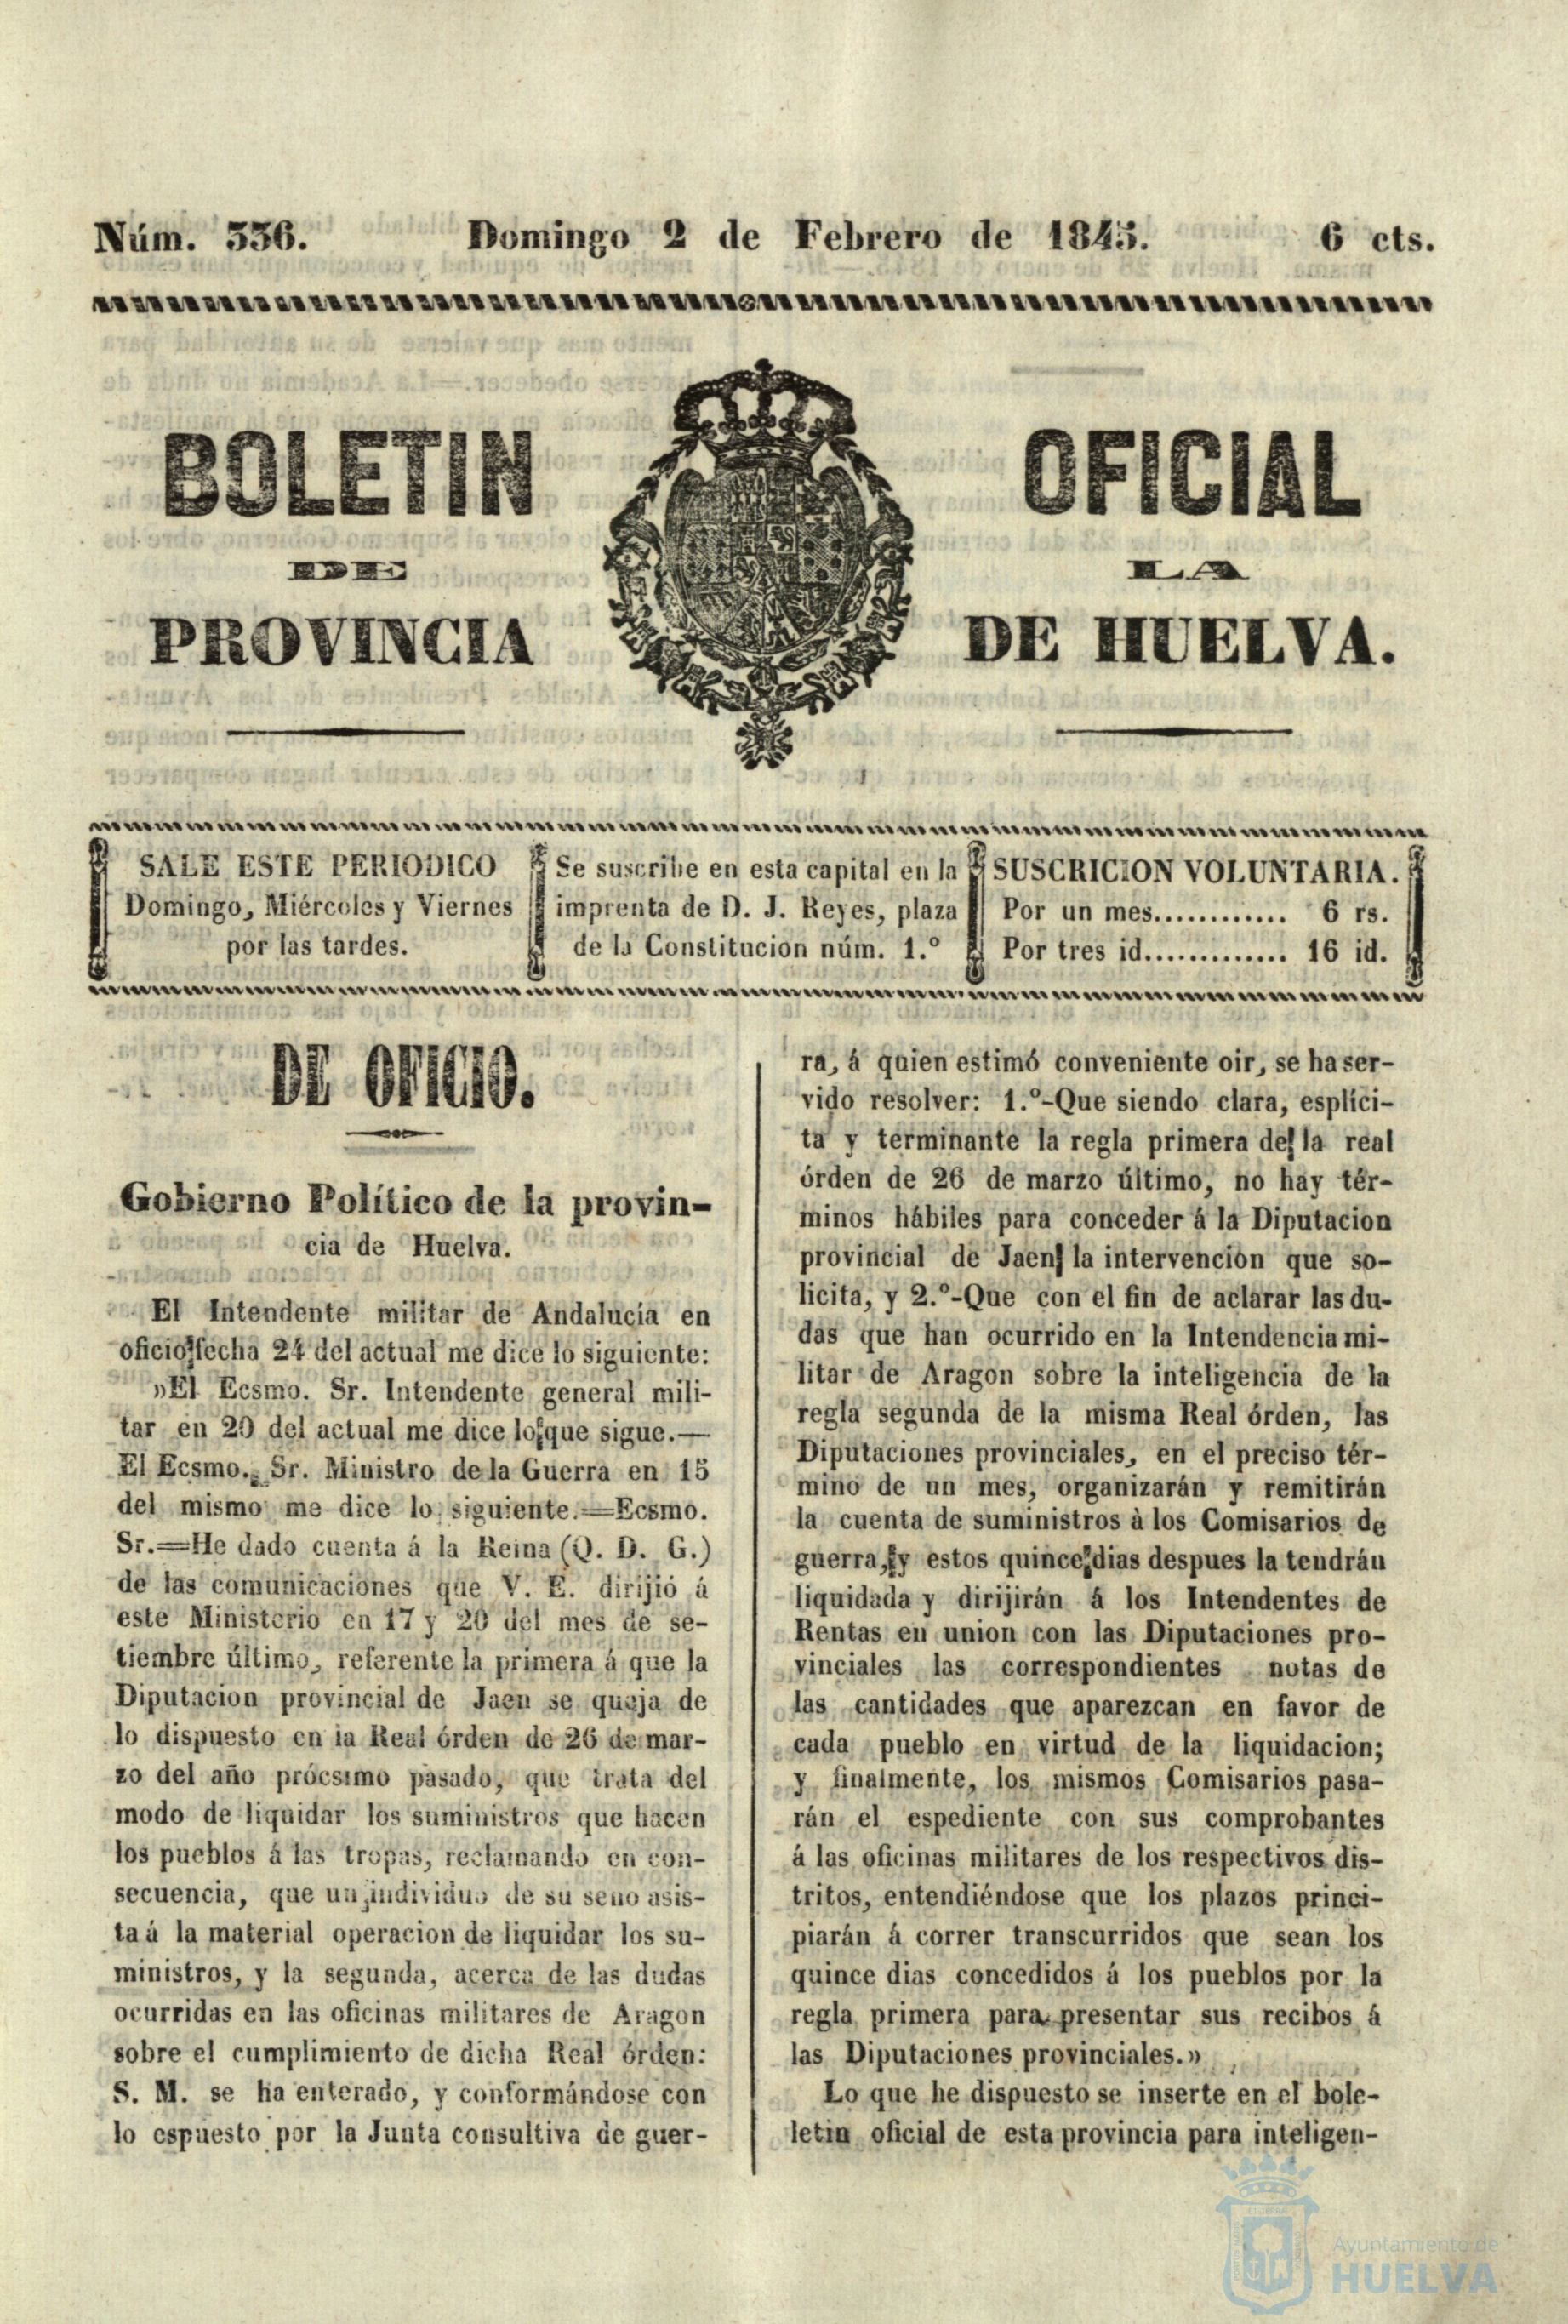 Núm. 336. Domingo 2 de Febrero de 1845. 6 cts.
BOLETIN OFICIAL
DE LA
PROVINCIA DE HUELVA.
SALE ESTE PERIODICO
Domingo, Miércoles y Viernes
por las tardes.
Se suscribe en esta capital en la
imprenta de D. J. Reyes, plaza
de la Constitucion núm. 1.º
SUSCRICION VOLUNTARIA.
Por un mes............ 6 rs.
Por tres id............. 16 id.
DE OFICIO.
Gobierno Político de la provin-
cia de Huelva.
El Intendente militar de Andalucía en
oficio fecha 24 del actual me dice lo siguiente:
»El Ecsmo. Sr. Intendente general mili-
tar en 20 del actual me dice lo que sigue.—
El Ecsmo. Sr. Ministro de la Guerra en 15
del mismo me dice lo siguiente.=Ecsmo.
Sr.=He dado cuenta á la Reina (Q. D. G.)
de las comunicaciones que V. E. dirijió á
este Ministerio en 17 y 20 del mes de se-
tiembre último, referente la primera á que la
Diputacion provincial de Jaen se queja de
lo dispuesto en la Real órden de 26 de mar-
zo del año prócsimo pasado, que trata del
modo de liquidar los suministros que hacen
los pueblos á las tropas, reclamando en con-
secuencia, que un individuo de su seno asis-
ta á la material operacion de liquidar los su-
ministros, y la segunda, acerca de las dudas
ocurridas en las oficinas militares de Aragon
sobre el cumplimiento de dicha Real órden:
S. M. se ha enterado, y conformándose con
lo espuesto por la Junta consultiva de guer-
ra, á quien estimó conveniente oir, se ha ser-
vido resolver: 1.º-Que siendo clara, esplíci-
ta y terminante la regla primera de la real
órden de 26 de marzo último, no hay tér-
minos hábiles para conceder á la Diputacion
provincial de Jaen la intervencion que so-
licita, y 2.º-Que con el fin de aclarar las du-
das que han ocurrido en la Intendencia mi-
litar de Aragon sobre la inteligencia de la
regla segunda de la misma Real órden, las
Diputaciones provinciales, en el preciso tér-
mino de un mes, organizarán y remitirán
la cuenta de suministros à los Comisarios de
guerra, y estos quince dias despues la tendrán
liquidada y dirijirán á los Intendentes de
Rentas en union con las Diputaciones pro-
vinciales las correspondientes notas de
las cantidades que aparezcan en favor de
cada pueblo en virtud de la liquidacion;
y finalmente, los mismos Comisarios pasa-
rán el espediente con sus comprobantes
á las oficinas militares de los respectivos dis-
tritos, entendiéndose que los plazos princi-
piarán á correr transcurridos que sean los
quince dias concedidos á los pueblos por la
regla primera para presentar sus recibos á
las Diputaciones provinciales.»
Lo que he dispuesto se inserte en el bole-
letin oficial de esta provincia para inteligen-
Ayuntamiento de
HUELVA